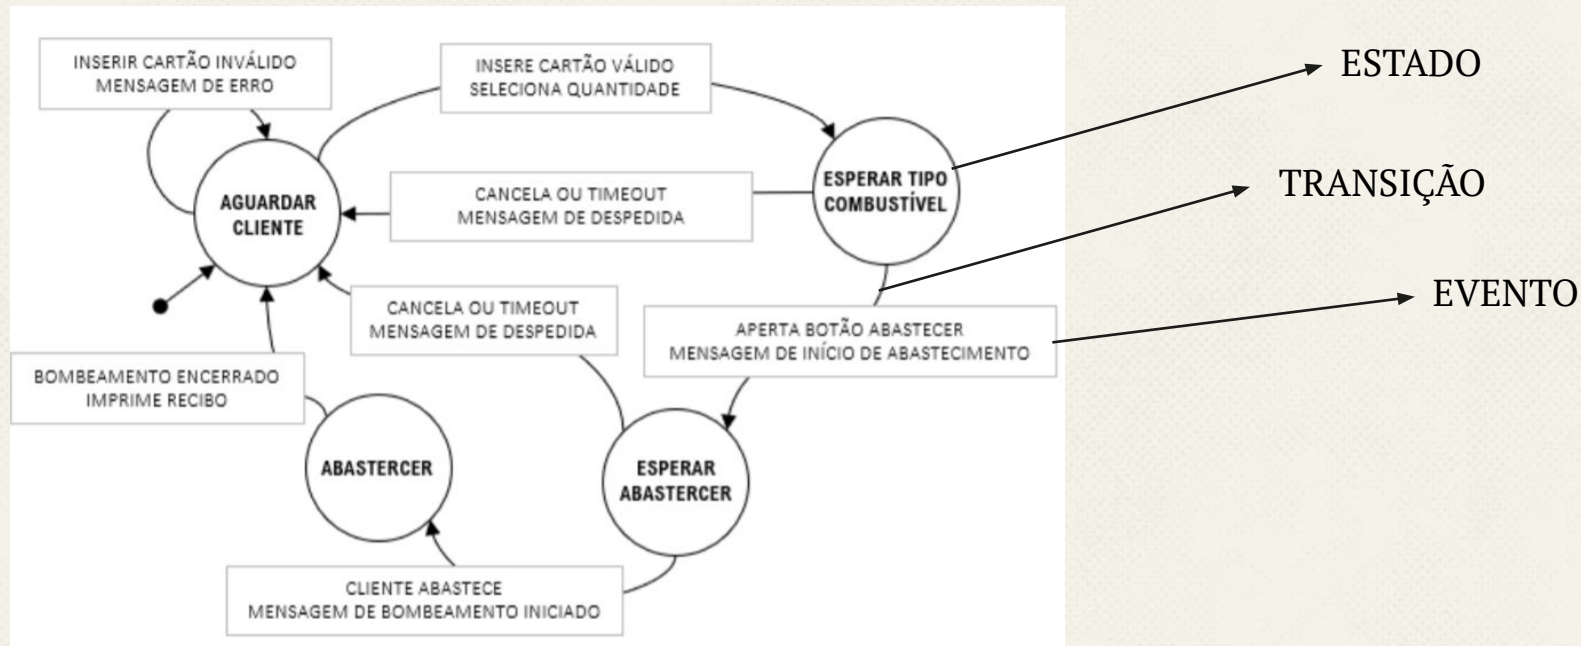 INSERIR CARTÃO INVÁLIDO
MENSAGEM DE ERRO
INSERE CARTÃO VÁLIDO
SELECIONA QUANTIDADE
ESTADO
AGUARDAR
CLIENTE
CANCELA OU TIMEOUT
MENSAGEM DE DESPEDIDA
ESPERAR TIPO
COMBUSTÍVEL
TRANSIÇÃO
CANCELA OU TIMEOUT
MENSAGEM DE DESPEDIDA
APERTA BOTÃO ABASTECER
MENSAGEM DE INÍCIO DE ABASTECIMENTO
EVENTO
BOMBEAMENTO ENCERRADO
IMPRIME RECIBO
ABASTERCER
ESPERAR
ABASTERCER
CLIENTE ABASTECE
MENSAGEM DE BOMBEAMENTO INICIADO